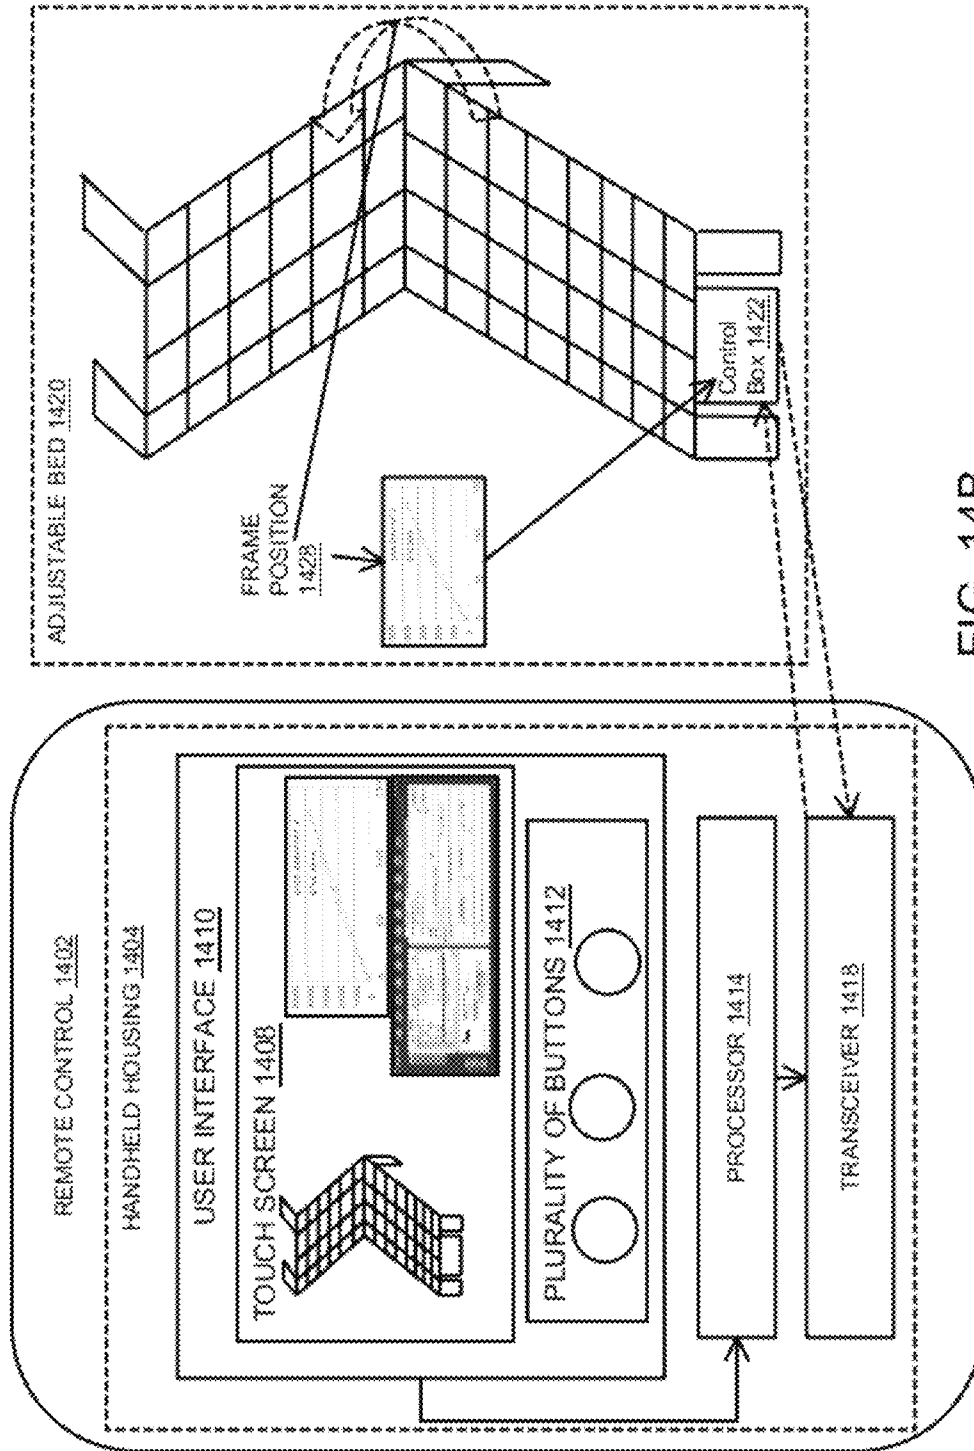 REMOTE CONTROL 1402
HANDHELD HOUSING 1404
USER INTERFACE 1410
TOUCH SCREEN 1408
PLURALITY OF BUTTONS 1412
PROCESSOR 1414
TRANSCEIVER 1418
ADJUSTABLE BED 1420
FRAME
POSITION
1428
Control
Box 1422
FIG. 14B